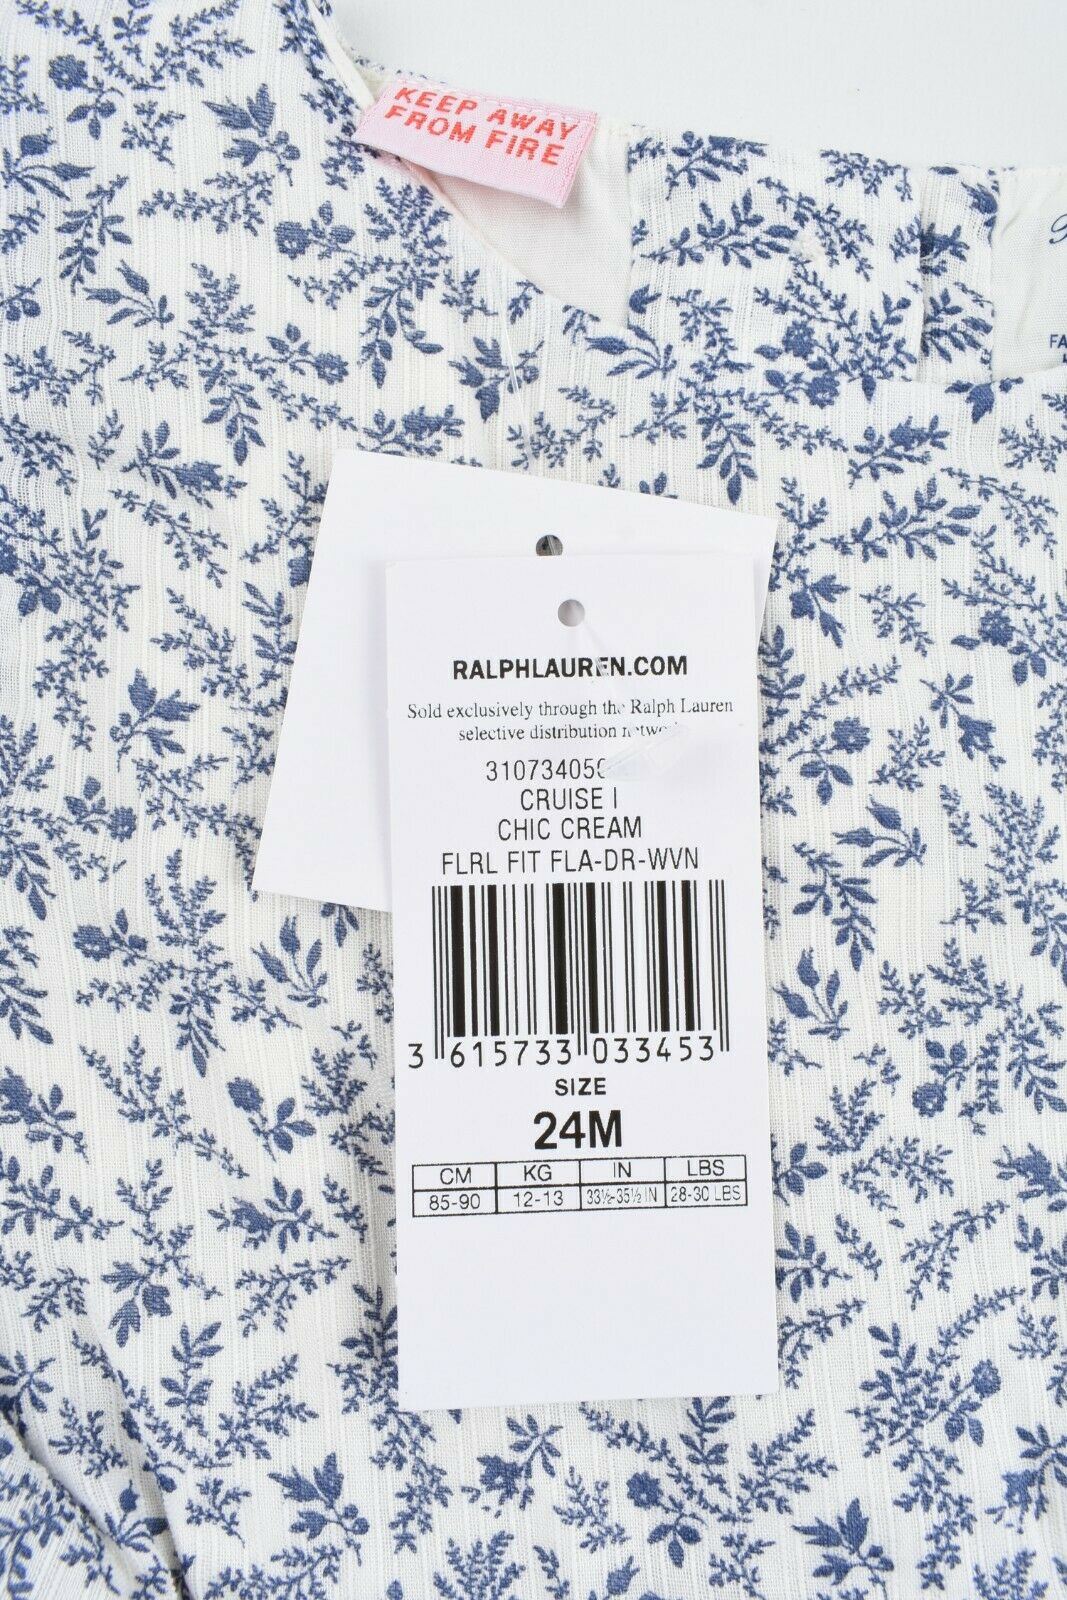 KEEP AWAY
FROM FIRE
FA
RALPHLAUREN.COM
Sold exclusively through the Ralph Lauren
selective distribution
310734050
CRUISE I
CHIC CREAM
FLRL FIT FLA-DR-WVN
3 615733 033453
SIZE
24M
CM KG IN LBS
85-90 12-13 33½-35½ IN 28-30 LBS